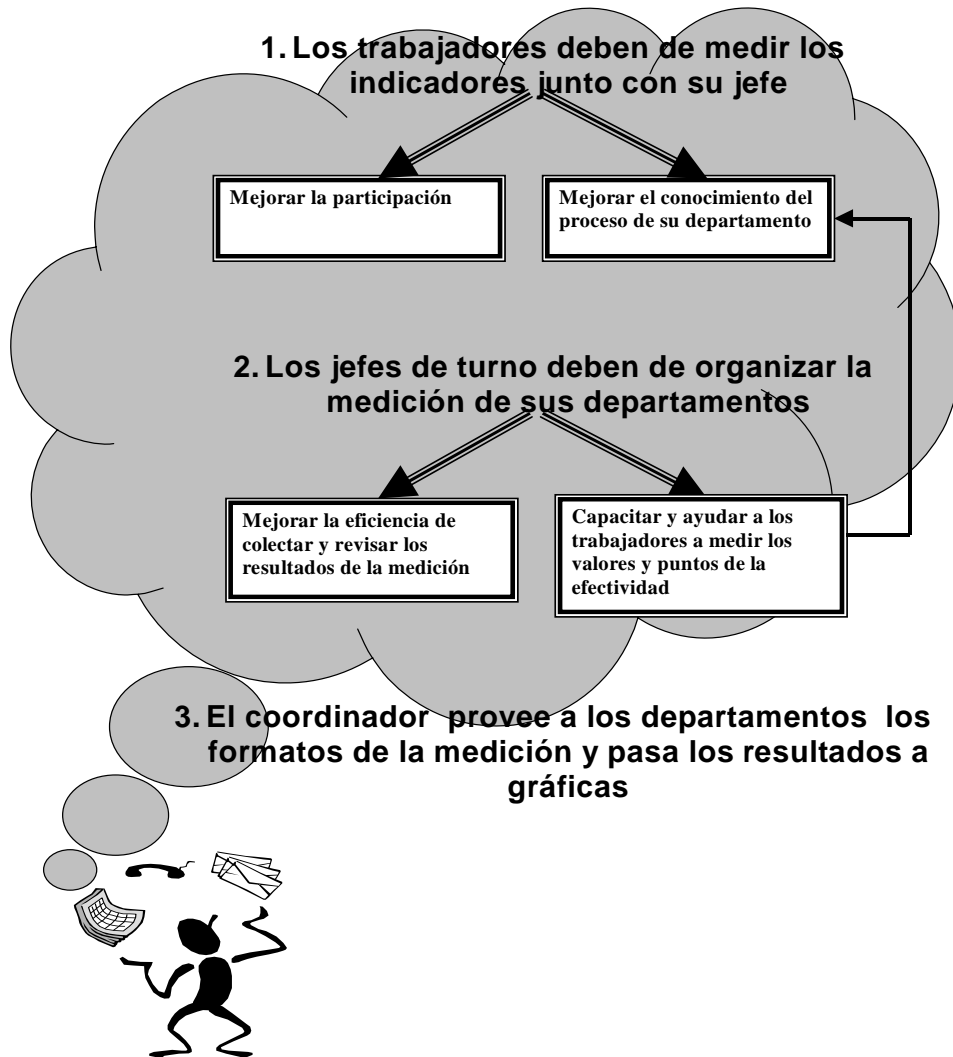 1. Los trabajadores deben de medir los
indicadores junto con su jefe
Mejorar la participación
Mejorar el conocimiento del
proceso de su departamento
2. Los jefes de turno deben de organizar la
medición de sus departamentos
Mejorar la eficiencia de
colectar y revisar los
resultados de la medición
Capacitar y ayudar a los
trabajadores a medir los
valores y puntos de la
efectividad
3. El coordinador provee a los departamentos los
formatos de la medición y pasa los resultados a
gráficas